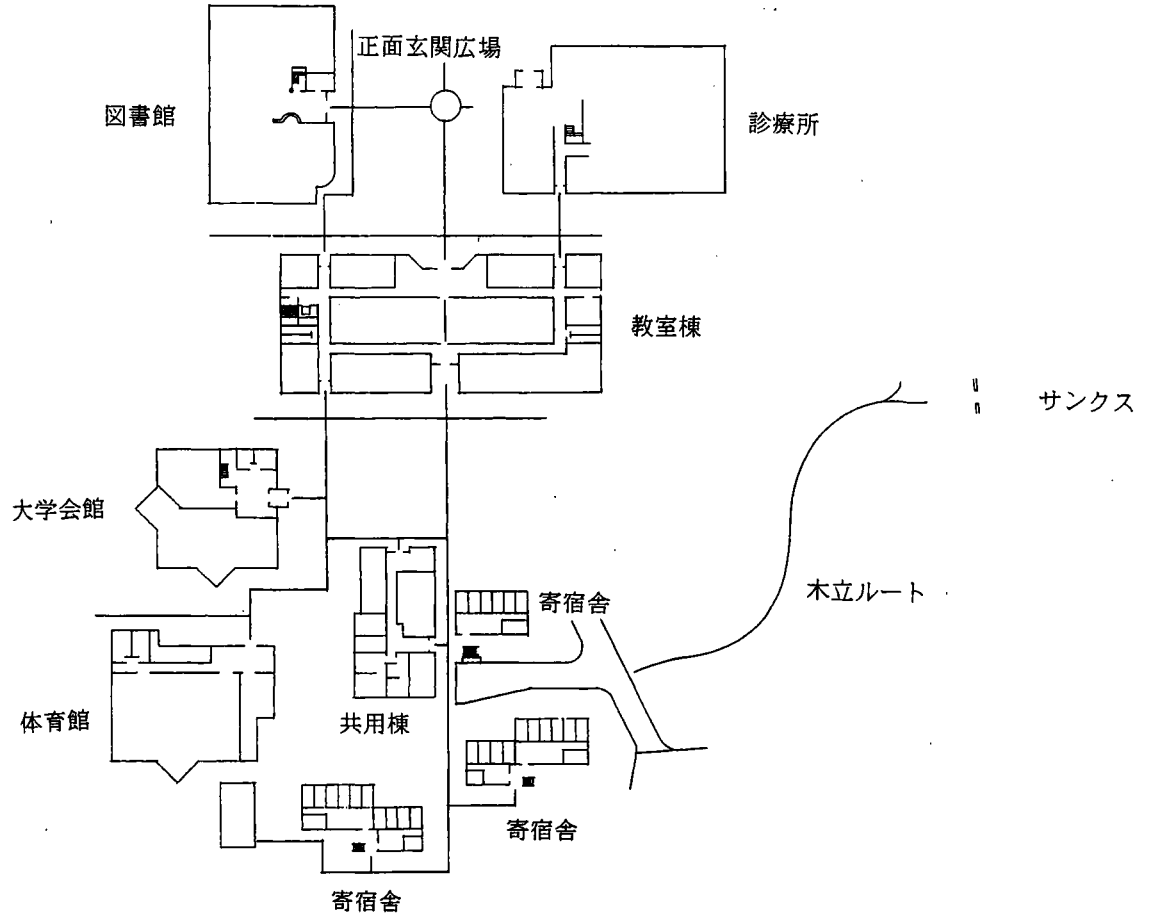 正面玄関広場
図書館
診療所
教室棟
サンクス
大学会館
木立ルート
寄宿舎
体育館
共用棟
寄宿舎
寄宿舎